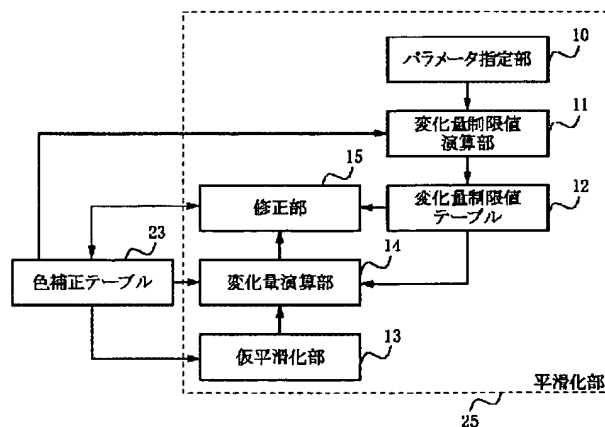 10
パラメータ指定部
11
変化量制限値
演算部
15
12
修正部
変化量制限値
テーブル
23
14
色補正テーブル
変化量演算部
13
仮平滑化部
平滑化部
25